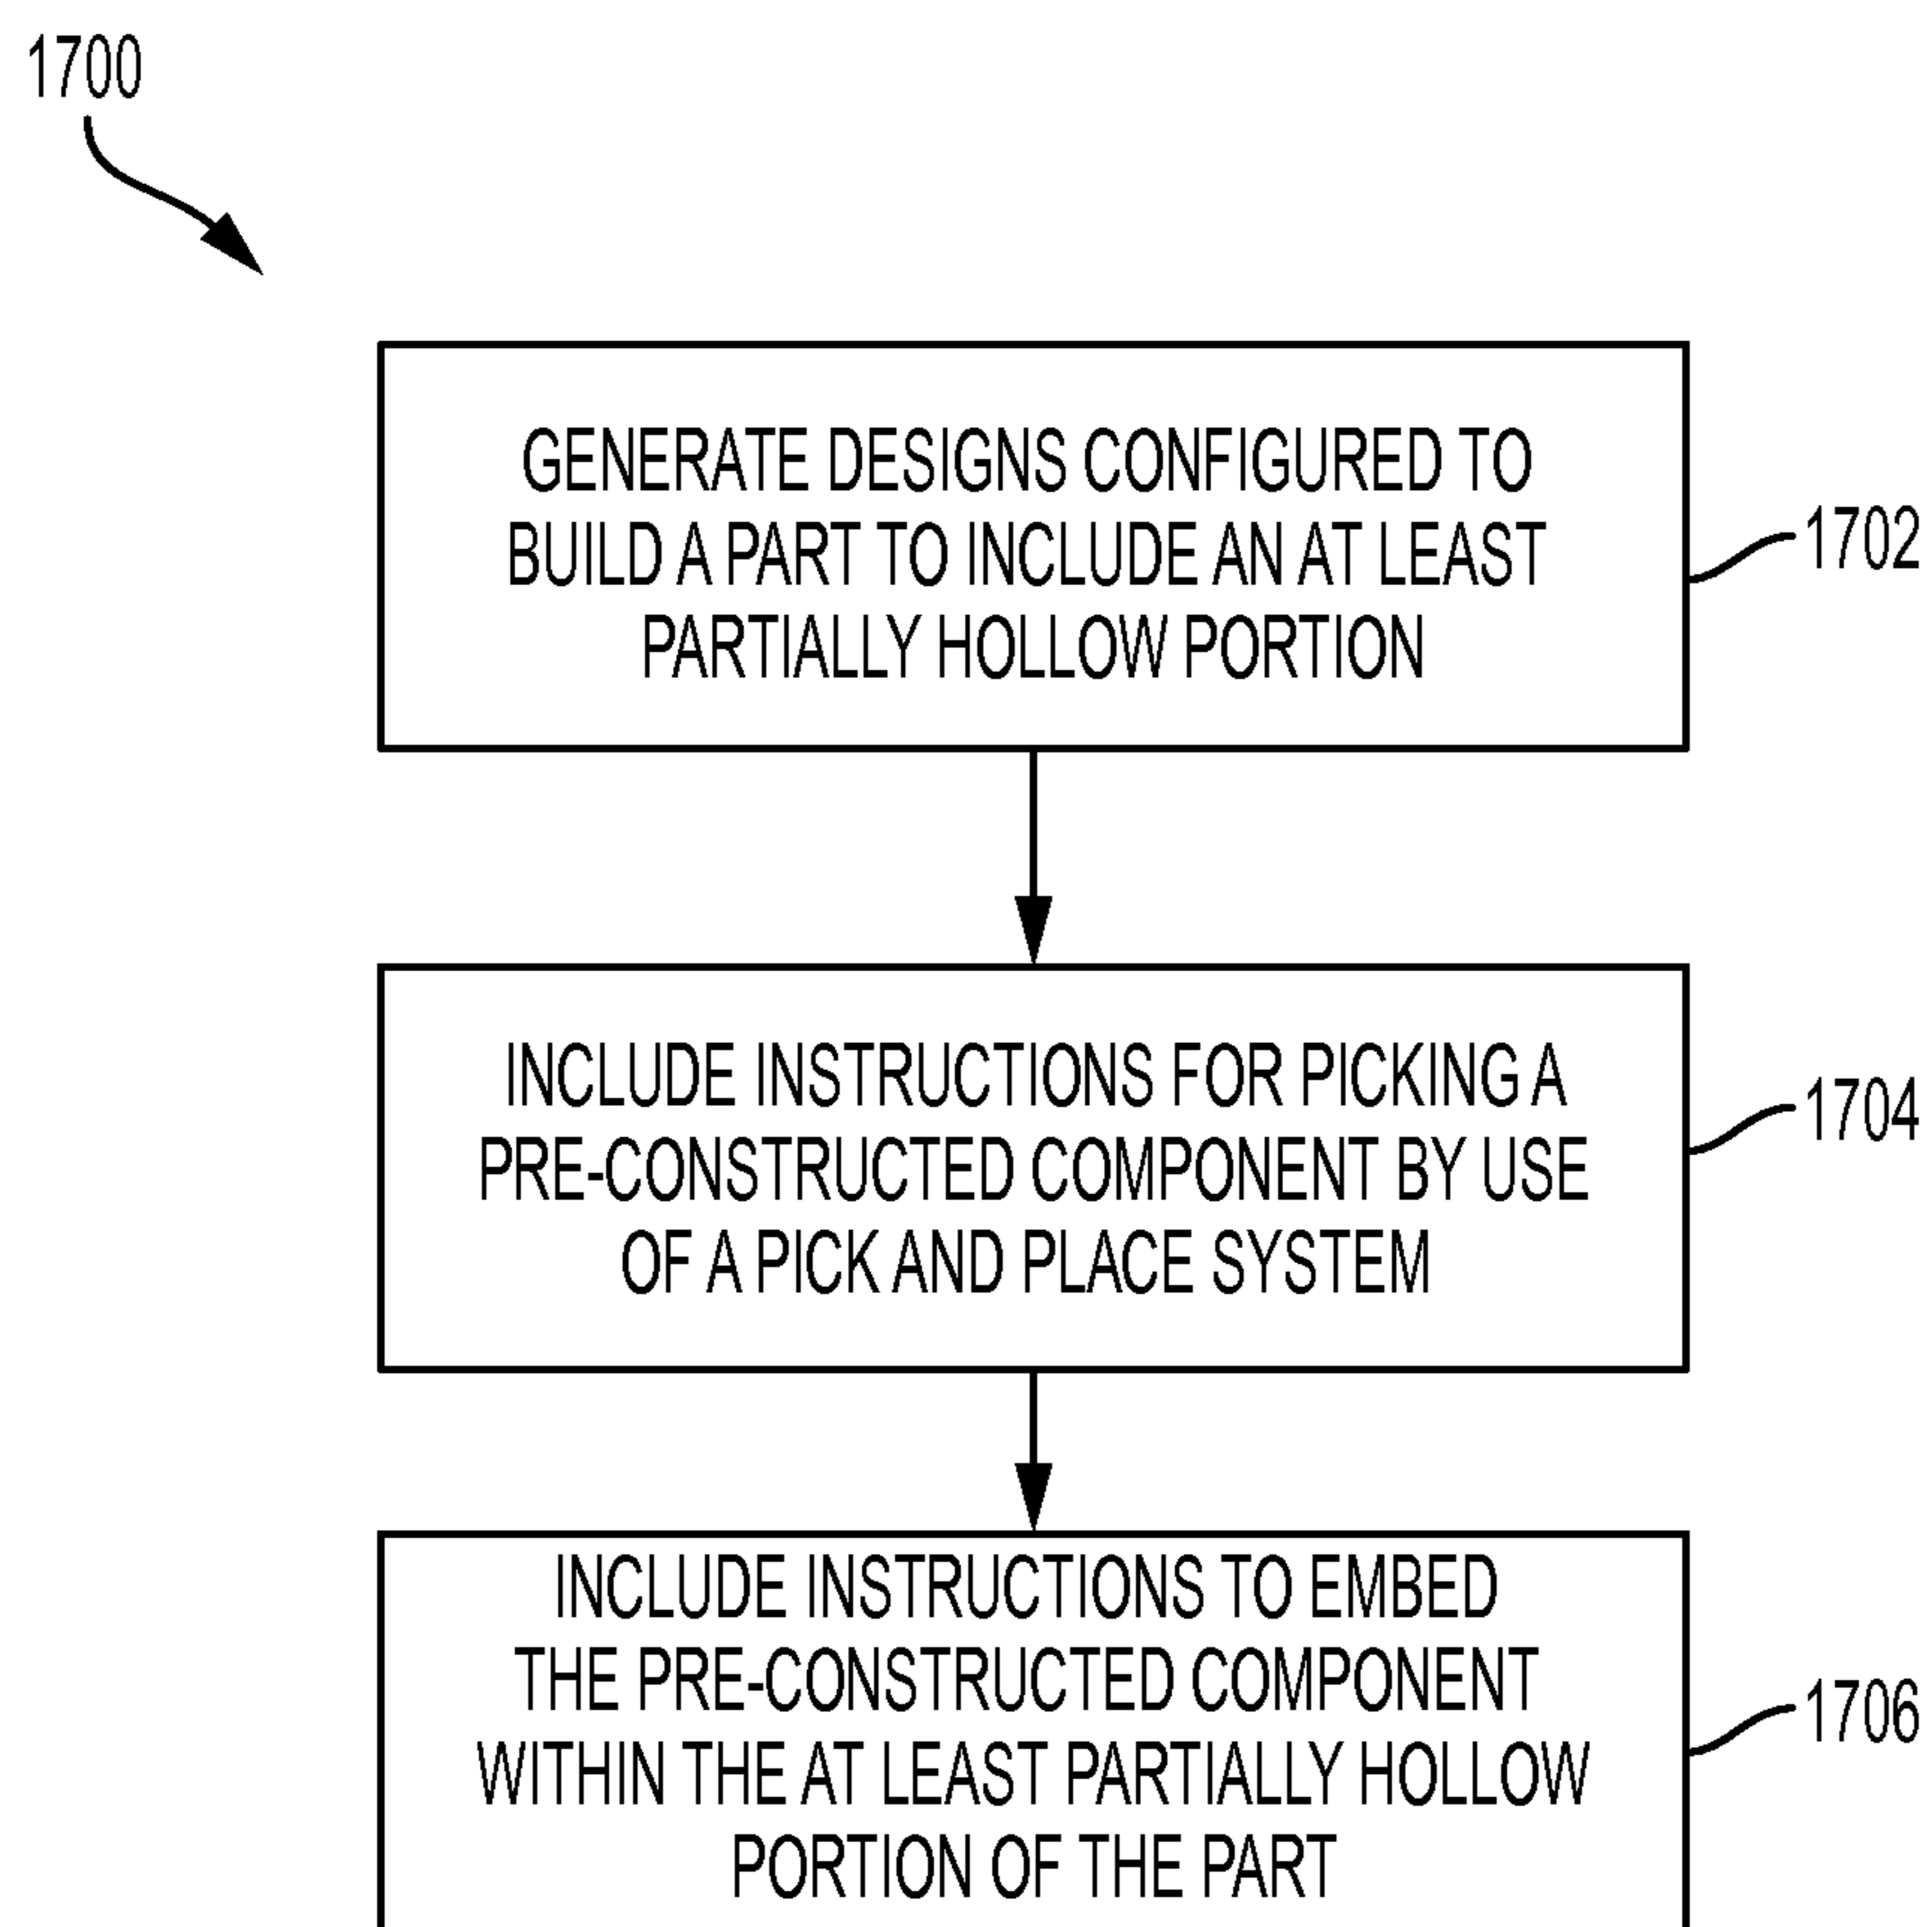 1700
GENERATE DESIGNS CONFIGURED TO
BUILD A PART TO INCLUDE AN AT LEAST
PARTIALLY HOLLOW PORTION
1702
INCLUDE INSTRUCTIONS FOR PICKING A
PRE-CONSTRUCTED COMPONENT BY USE
OF A PICK AND PLACE SYSTEM
1704
INCLUDE INSTRUCTIONS TO EMBED
THE PRE-CONSTRUCTED COMPONENT
WITHIN THE AT LEAST PARTIALLY HOLLOW
PORTION OF THE PART
1706